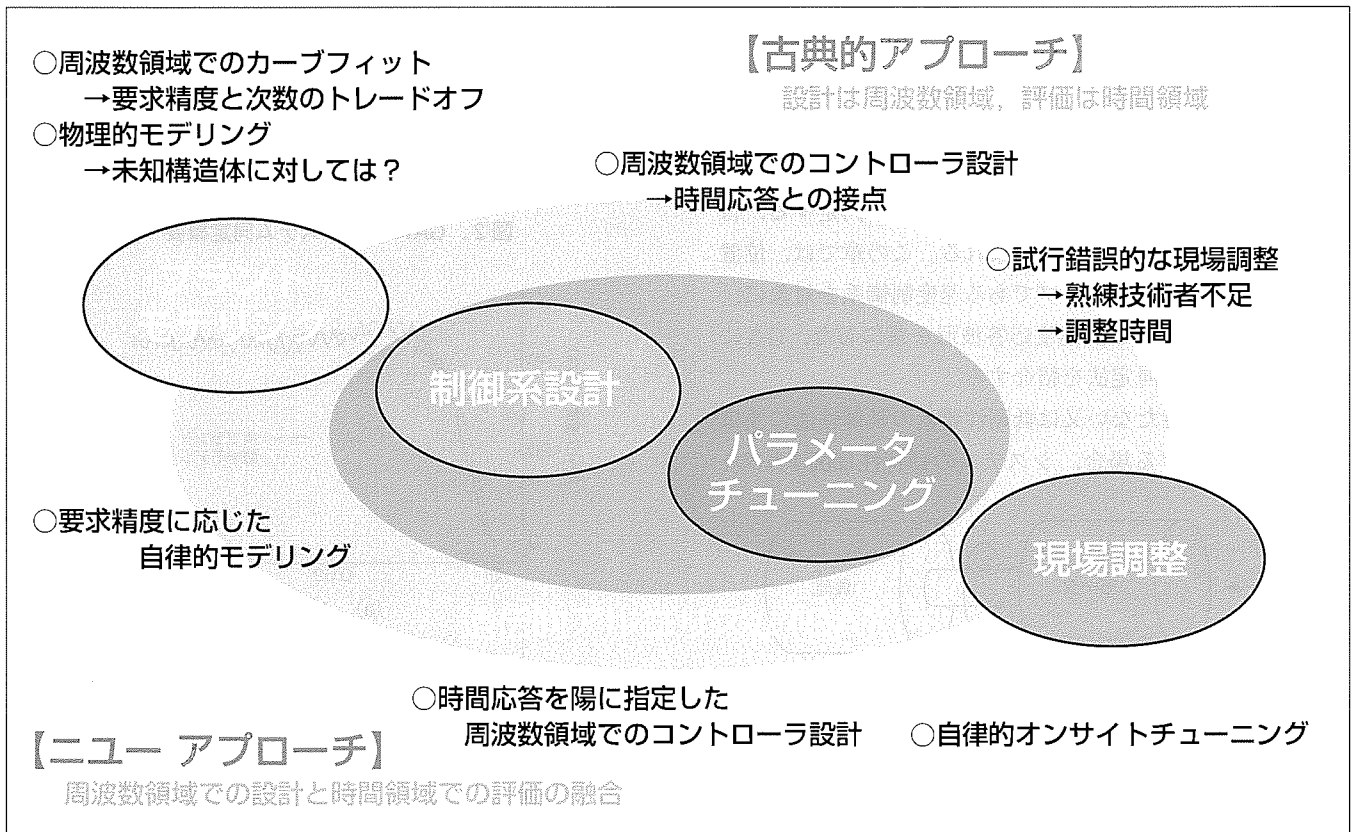 ○周波数領域でのカーブフィット
→要求精度と次数のトレードオフ
○物理的モデリング
→未知構造体に対しては？
【古典的アプローチ】
設計は周波数領域，評価は時間領域
○周波数領域でのコントローラ設計
→時間応答との接点
○試行錯誤的な現場調整
→熟練技術者不足
→調整時間
制御系設計
パラメータ
チューニング
現場調整
○要求精度に応じた
自律的モデリング
○時間応答を陽に指定した
周波数領域でのコントローラ設計
○自律的オンサイトチューニング
【ニュー アプローチ】
周波数領域での設計と時間領域での評価の融合